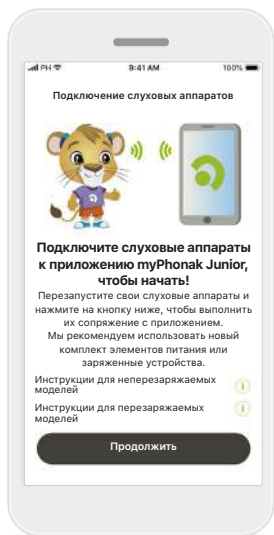 PH 9:41 AM 100%
Подключение слуховых аппаратов
Подключите слуховые аппараты
к приложению myPhonak Junior,
чтобы начать!
Перезапустите свои слуховые аппараты и
нажмите на кнопку ниже, чтобы выполнить
их сопряжение с приложением.
Мы рекомендуем использовать новый
комплект элементов питания или
заряженные устройства.
Инструкции для неперезаряжаемых
моделей
Инструкции для перезаряжаемых
моделей
Продолжить